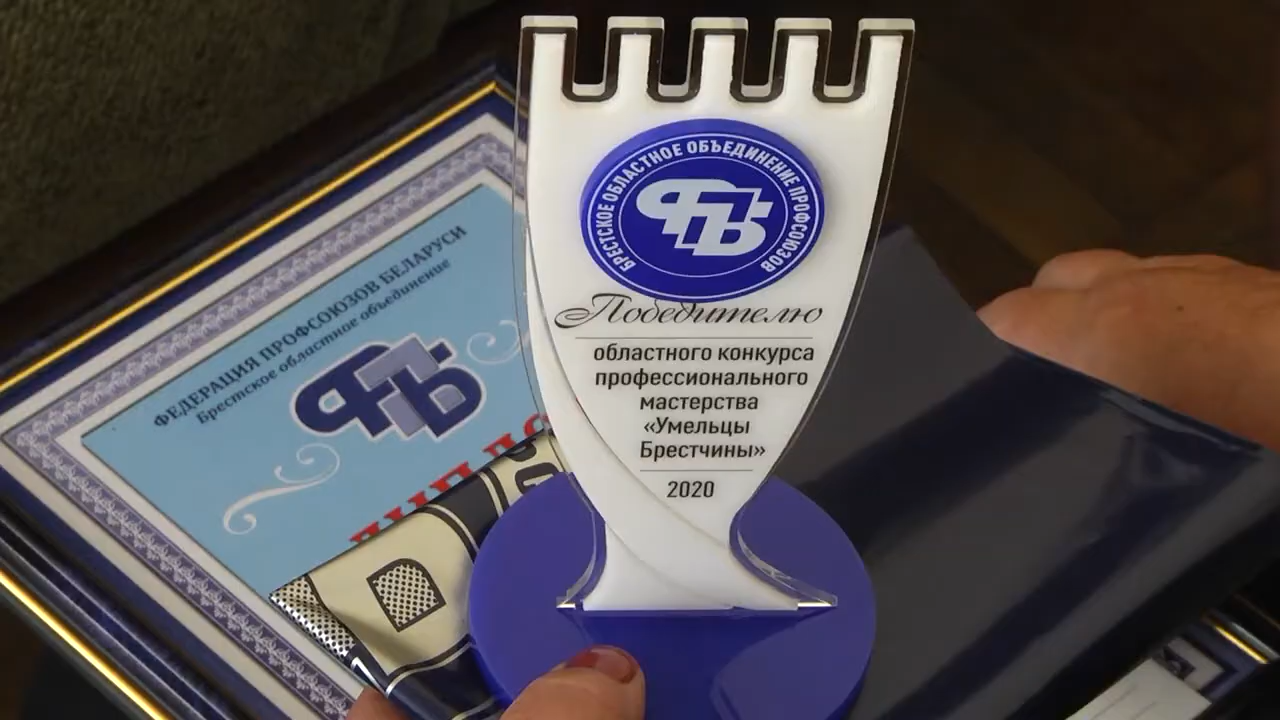 БРЕСТСКОЕ ОБЛАСТНОЕ ОБЪЕДИНЕНИЕ ПРОФСОЮЗОВ
ФПБ
Победителю
областного конкурса
профессионального
мастерства
«Умельцы
Брестчины»
2020
ФЕДЕРАЦИЯ ПРОФСОЮЗОВ БЕЛАРУСИ
Брестское областное объединение
ФПБ